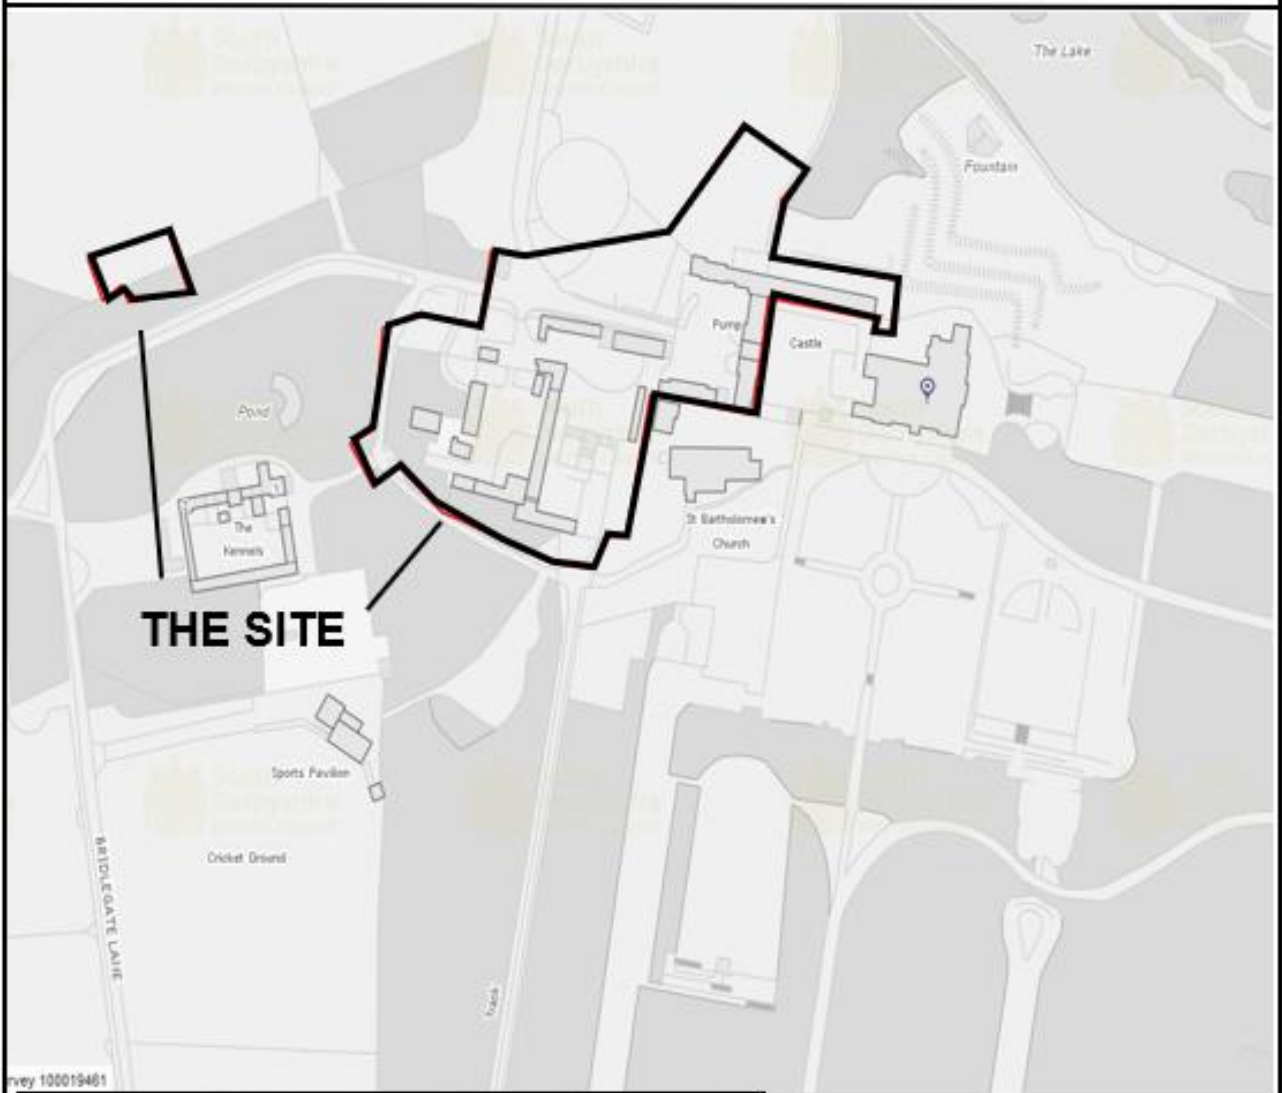 The Lake
Fountain
Pump
Castle
Pond
The
Kennels
St Bartholomew's
Church
THE SITE
Sports Pavilion
Cricket Ground
BRIDLEGATE LANE
Track
rvey 100019461